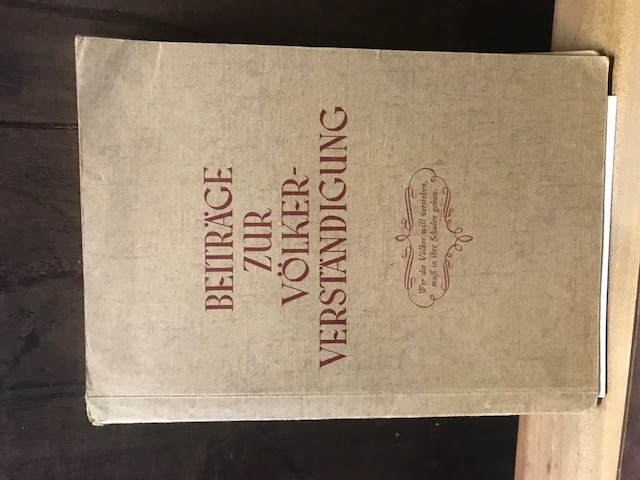 BEITRÄGE
ZUR
VÖLKER-
VERSTÄNDIGUNG
Wer die Völker will verstehen,
muß in ihre Schulen gehen.